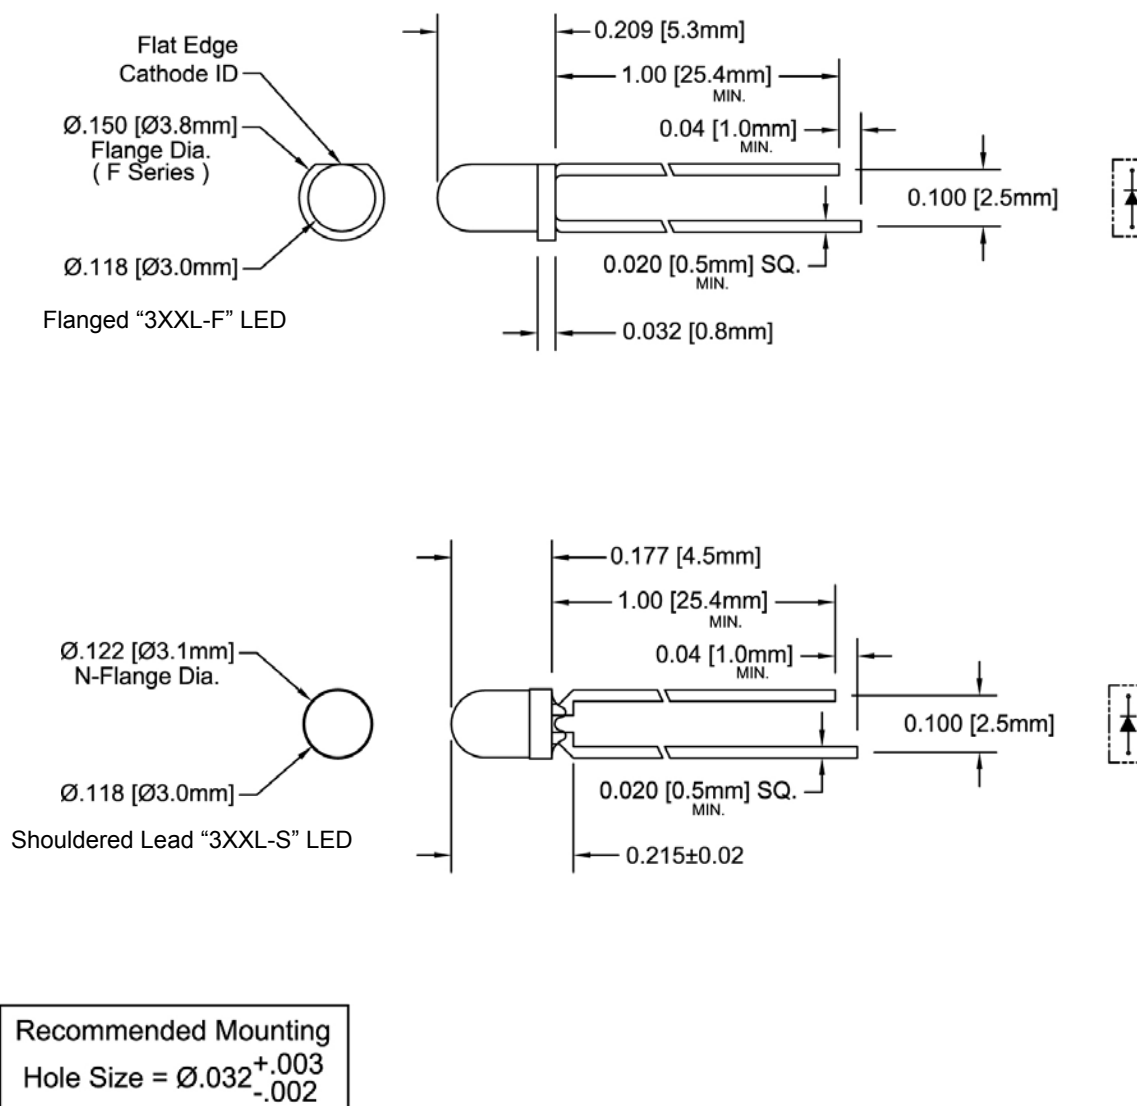 Flat Edge
Cathode ID
Ø.150 [Ø3.8mm]
Flange Dia.
( F Series )
Ø.118 [Ø3.0mm]
Flanged “3XXL-F” LED
0.209 [5.3mm]
1.00 [25.4mm]
MIN.
0.04 [1.0mm]
MIN.
0.100 [2.5mm]
0.020 [0.5mm] SQ.
MIN.
0.032 [0.8mm]
0.177 [4.5mm]
1.00 [25.4mm]
MIN.
Ø.122 [Ø3.1mm]
N-Flange Dia.
0.04 [1.0mm]
MIN.
0.100 [2.5mm]
Ø.118 [Ø3.0mm]
0.020 [0.5mm] SQ.
MIN.
Shouldered Lead “3XXL-S” LED
0.215±0.02
Recommended Mounting
Hole Size = Ø.032 +.003
-.002